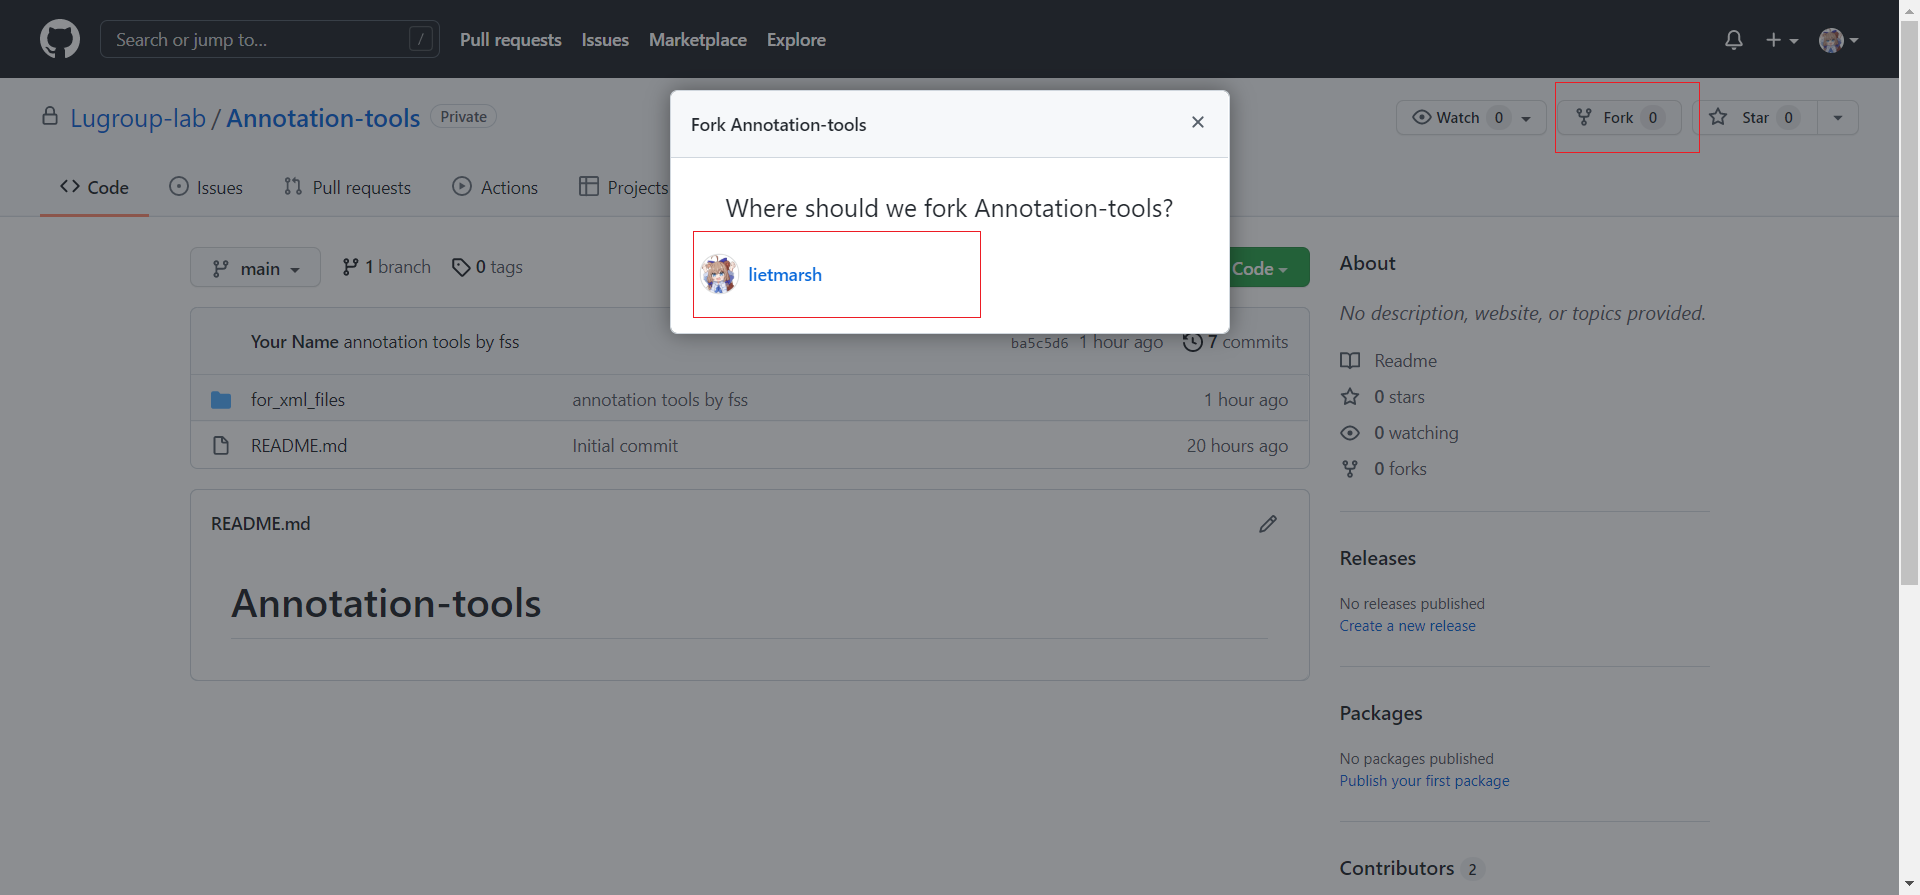 Search or jump to... /
Pull requests Issues Marketplace Explore
Lugroup-lab / Annotation-tools Private
Watch 0 Fork 0 Star 0
Code Issues Pull requests Actions Projects
Fork Annotation-tools
Where should we fork Annotation-tools?
lietmarsh
main 1 branch 0 tags Code
Your Name annotation tools by fss ba5c5d6 1 hour ago 7 commits
for_xml_files annotation tools by fss 1 hour ago
README.md Initial commit 20 hours ago
README.md
Annotation-tools
About
No description, website, or topics provided.
Readme
0 stars
0 watching
0 forks
Releases
No releases published
Create a new release
Packages
No packages published
Publish your first package
Contributors 2